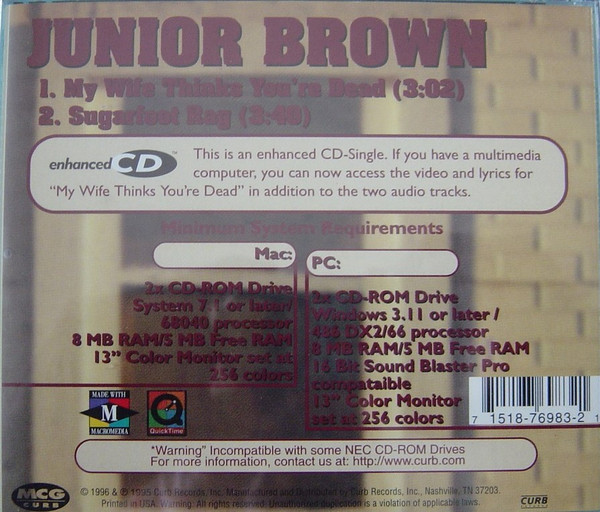 JUNIOR BROWN
1. My Wife Thinks You're Dead (3:02)
2. Sugarfoot Rag (3:49)
enhanced CD™
This is an enhanced CD-Single. If you have a multimedia
computer, you can now access the video and lyrics for
"My Wife Thinks You're Dead" in addition to the two audio tracks.
Minimum System Requirements
Mac:
2x CD-ROM Drive
System 7.1 or later/
68040 processor
8 MB RAM/5 MB Free RAM
13" Color Monitor set at
256 colors
PC:
2x CD-ROM Drive
Windows 3.11 or later /
486 DX2/66 processor
8 MB RAM/5 MB Free RAM
16 Bit Sound Blaster Pro
compataible
13" Color Monitor
set at 256 colors
MADE WITH
M
MACROMEDIA
QuickTime
7 15187-76983-2 1
*Warning" Incompatible with some NEC CD-ROM Drives
For more information, contact us at: http://www.curb.com
MCG
CURB
© 1996 & ℗ 1995 Curb Records, Inc. Manufactured and Distributed by Curb Records, Inc., Nashville, TN 37203.
Printed in USA. Warning: All rights reserved. Unauthorized duplication is a violation of applicable laws.
CURB